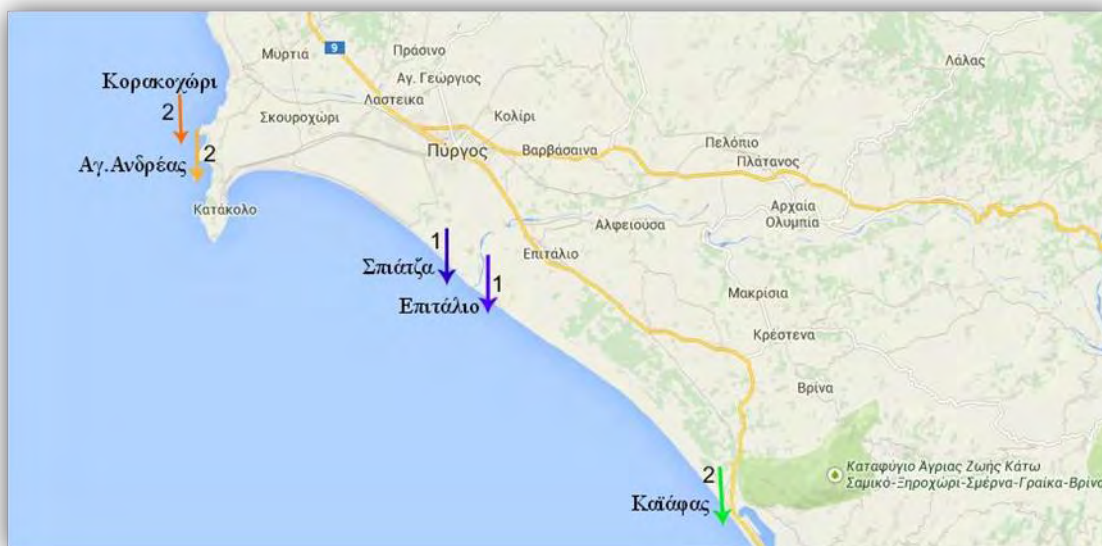 Μυρτιά
9
Πράσινο
Λάλας
Κορακοχώρι
Αγ. Γεώργιος
2
Λαστεικα
Σκουροχώρι
Κολίρι
Πελόπιο
Πύργος
Βαρβάσαινα
Πλάτανος
2
Αγ.Ανδρέας
Κατάκολο
Αρχαία
Ολυμπία
Αλφειούσα
1
Επιτάλιο
Σπιάτζα
1
Επιτάλιο
Μακρίσια
Κρέστενα
Βρίνα
Καταφύγιο Άγριας Ζωής Κάτω
Σαμικό-Ξηροχώρι-Σμέρνα-Γραίκα-Βρίνα
2
Καϊάφας